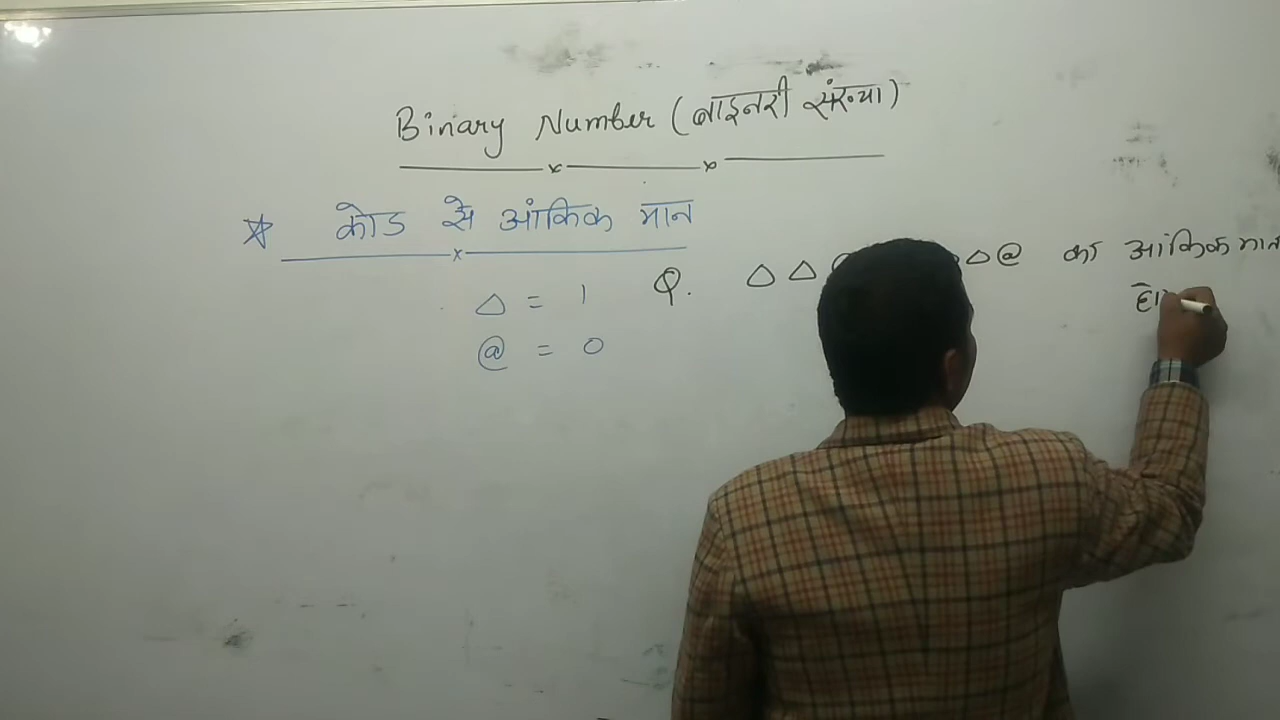 Binary Number (बाइनरी संख्या)
* कोड से आंकिक मान
△ = 1
@ = 0
Q. △ △ △ @ का आंकिक मान